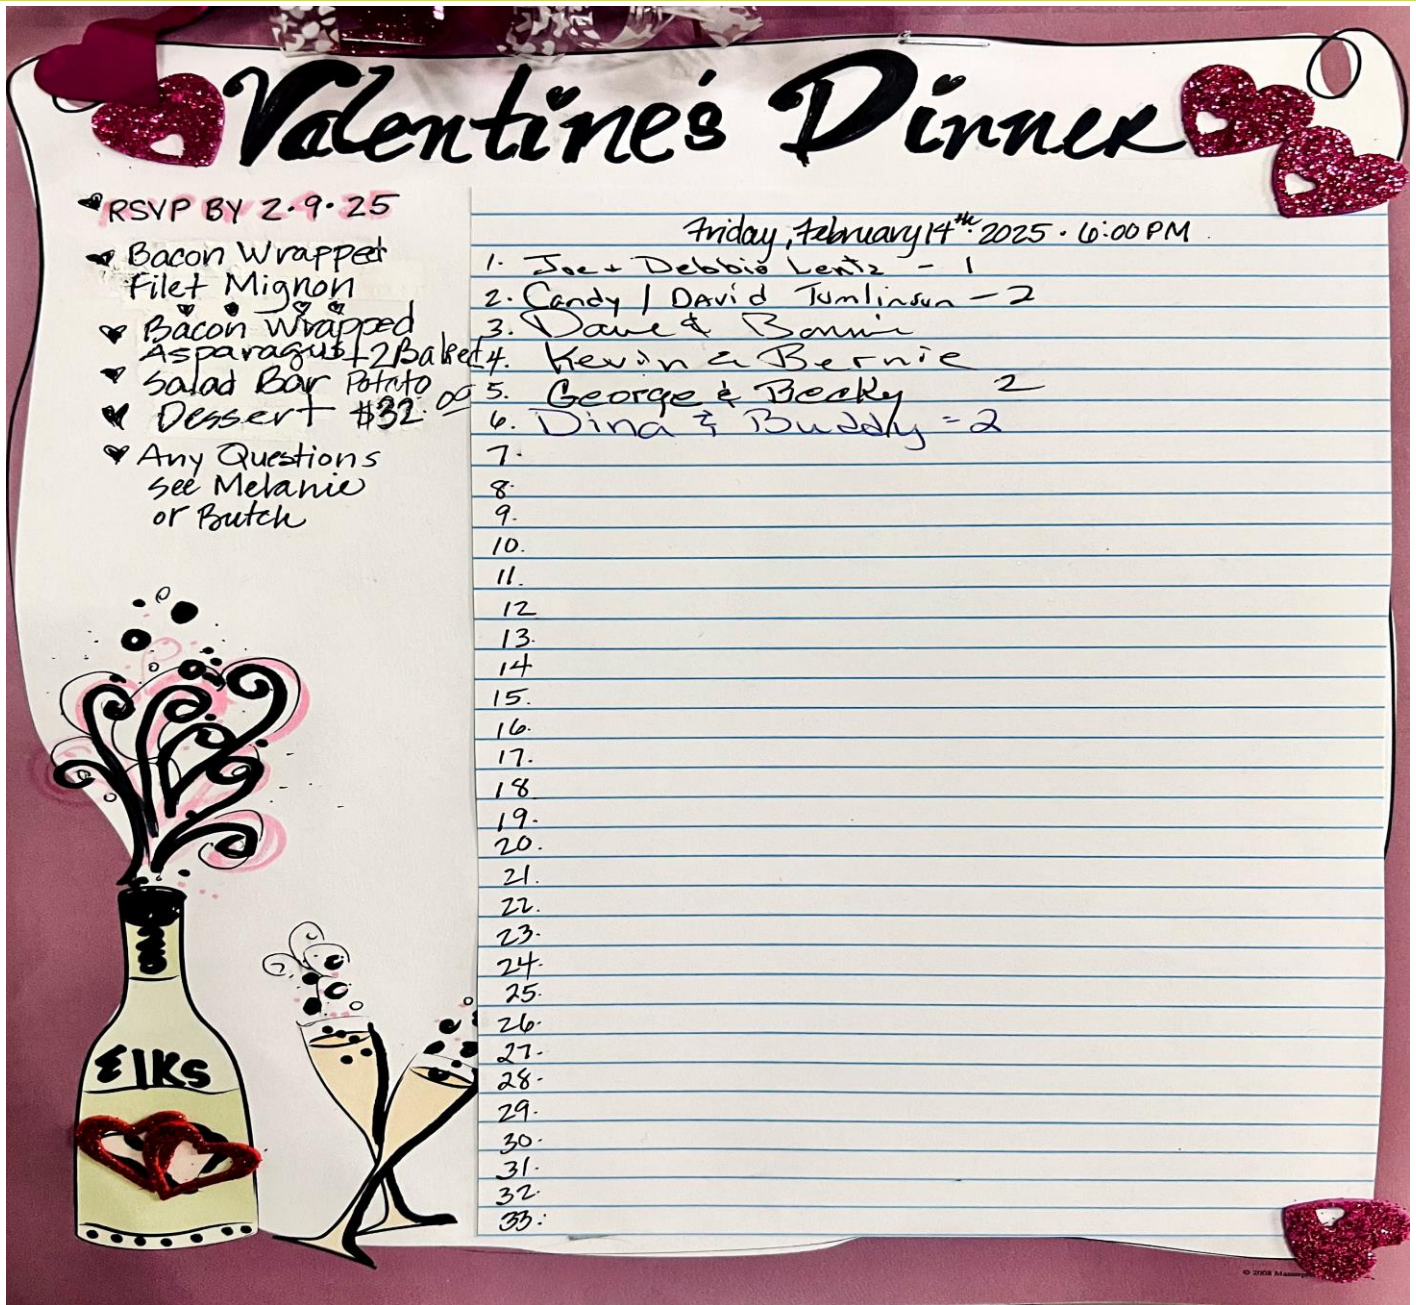 Valentine's Dinner
RSVP BY 2·9·25
Bacon Wrapped
Filet Mignon
Bacon Wrapped
Asparagus + 2 Baked
Salad Bar Potato
Dessert $32.00
Any Questions
see Melanie
or Butch
Friday, February 14th 2025 · 6:00 PM
1. Joe + Debbie Lentz - 1
2. Candy / David Tumlinson - 2
3. Dave & Bonnie
4. Kevin & Bernie
5. George & Becky 2
6. Dina & Buddy = 2
7.
8.
9.
10.
11.
12
13.
14
15.
16.
17.
18
19.
20.
21.
22.
23.
24.
25.
26.
27.
28.
29.
30.
31.
32.
33.
Elks
© 2008